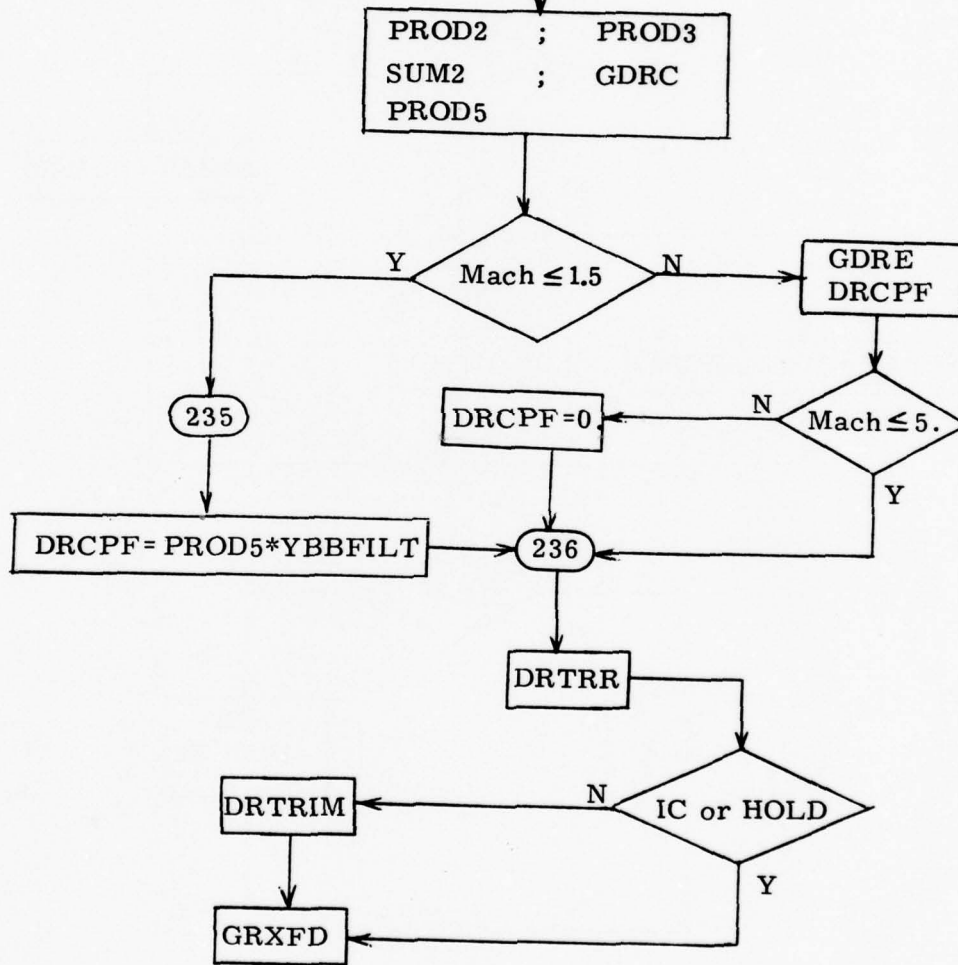 PROD2 ; PROD3
SUM2 ; GDRC
PROD5
Y
Mach ≤ 1.5
N
GDRE
DRCPF
235
DRCPF=0.
N
Mach ≤ 5.
Y
DRCPF = PROD5*YBBFILT
236
DRTRR
DRTRIM
N
IC or HOLD
Y
GRXFD